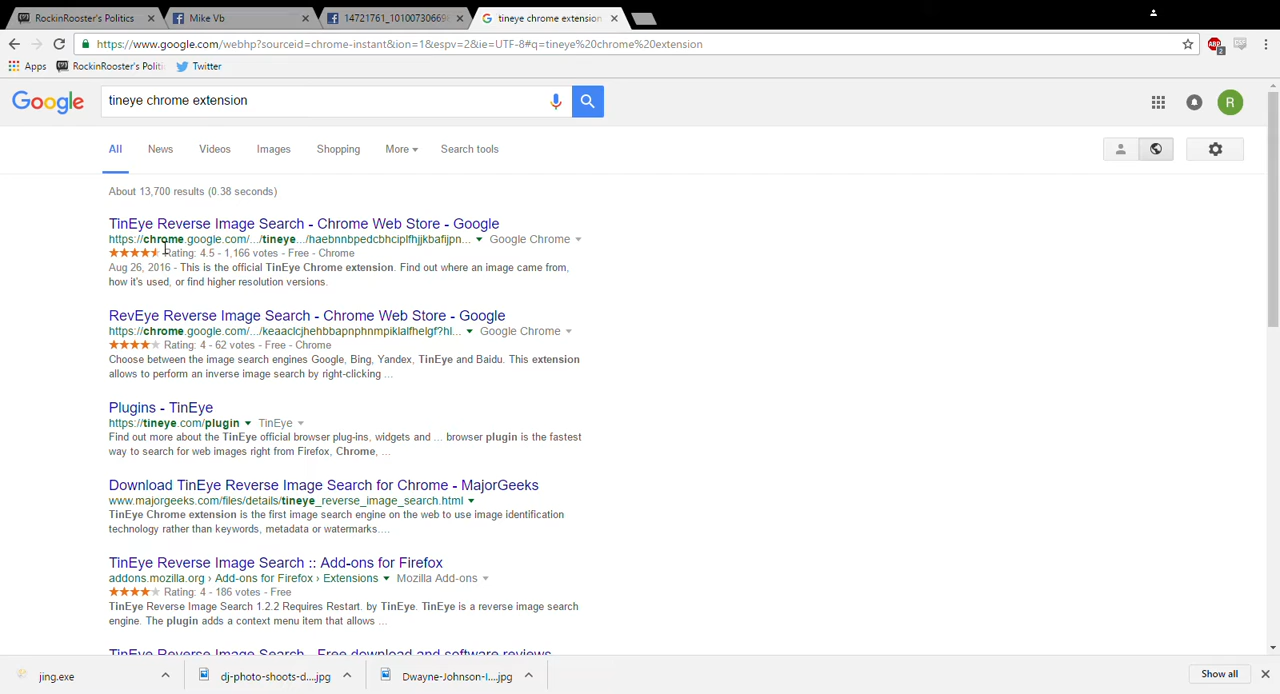 RockinRooster's Politics
Mike Vb
14721761_10100730669
tineye chrome extension
https://www.google.com/webhp?sourceid=chrome-instant&ion=1&espv=2&ie=UTF-8#q=tineye%20chrome%20extension
ABP
2
Apps
RockinRooster's Politi
Twitter
Google
tineye chrome extension
R
All
News
Videos
Images
Shopping
More
Search tools
About 13,700 results (0.38 seconds)
TinEye Reverse Image Search - Chrome Web Store - Google
https://chrome.google.com/.../tineye.../haebnnbpedcbhciplfhjjkbafijpn... Google Chrome
Rating: 4.5 - 1,166 votes - Free - Chrome
Aug 26, 2016 - This is the official TinEye Chrome extension. Find out where an image came from,
how it's used, or find higher resolution versions.
RevEye Reverse Image Search - Chrome Web Store - Google
https://chrome.google.com/.../keaaclcjhehbbapnphnmpiklalfhelgf?hl... Google Chrome
Rating: 4 - 62 votes - Free - Chrome
Choose between the image search engines Google, Bing, Yandex, TinEye and Baidu. This extension
allows to perform an inverse image search by right-clicking ...
Plugins - TinEye
https://tineye.com/plugin TinEye
Find out more about the TinEye official browser plug-ins, widgets and ... browser plugin is the fastest
way to search for web images right from Firefox, Chrome, ...
Download TinEye Reverse Image Search for Chrome - MajorGeeks
www.majorgeeks.com/files/details/tineye_reverse_image_search.html
TinEye Chrome extension is the first image search engine on the web to use image identification
technology rather than keywords, metadata or watermarks....
TinEye Reverse Image Search :: Add-ons for Firefox
addons.mozilla.org › Add-ons for Firefox › Extensions Mozilla Add-ons
Rating: 4 - 186 votes - Free
TinEye Reverse Image Search 1.2.2 Requires Restart. by TinEye. TinEye is a reverse image search
engine. The plugin adds a context menu item that allows ...
TinEye Reverse Image Search - Free download and software reviews
jing.exe
dj-photo-shoots-d....jpg
Dwayne-Johnson-I....jpg
Show all